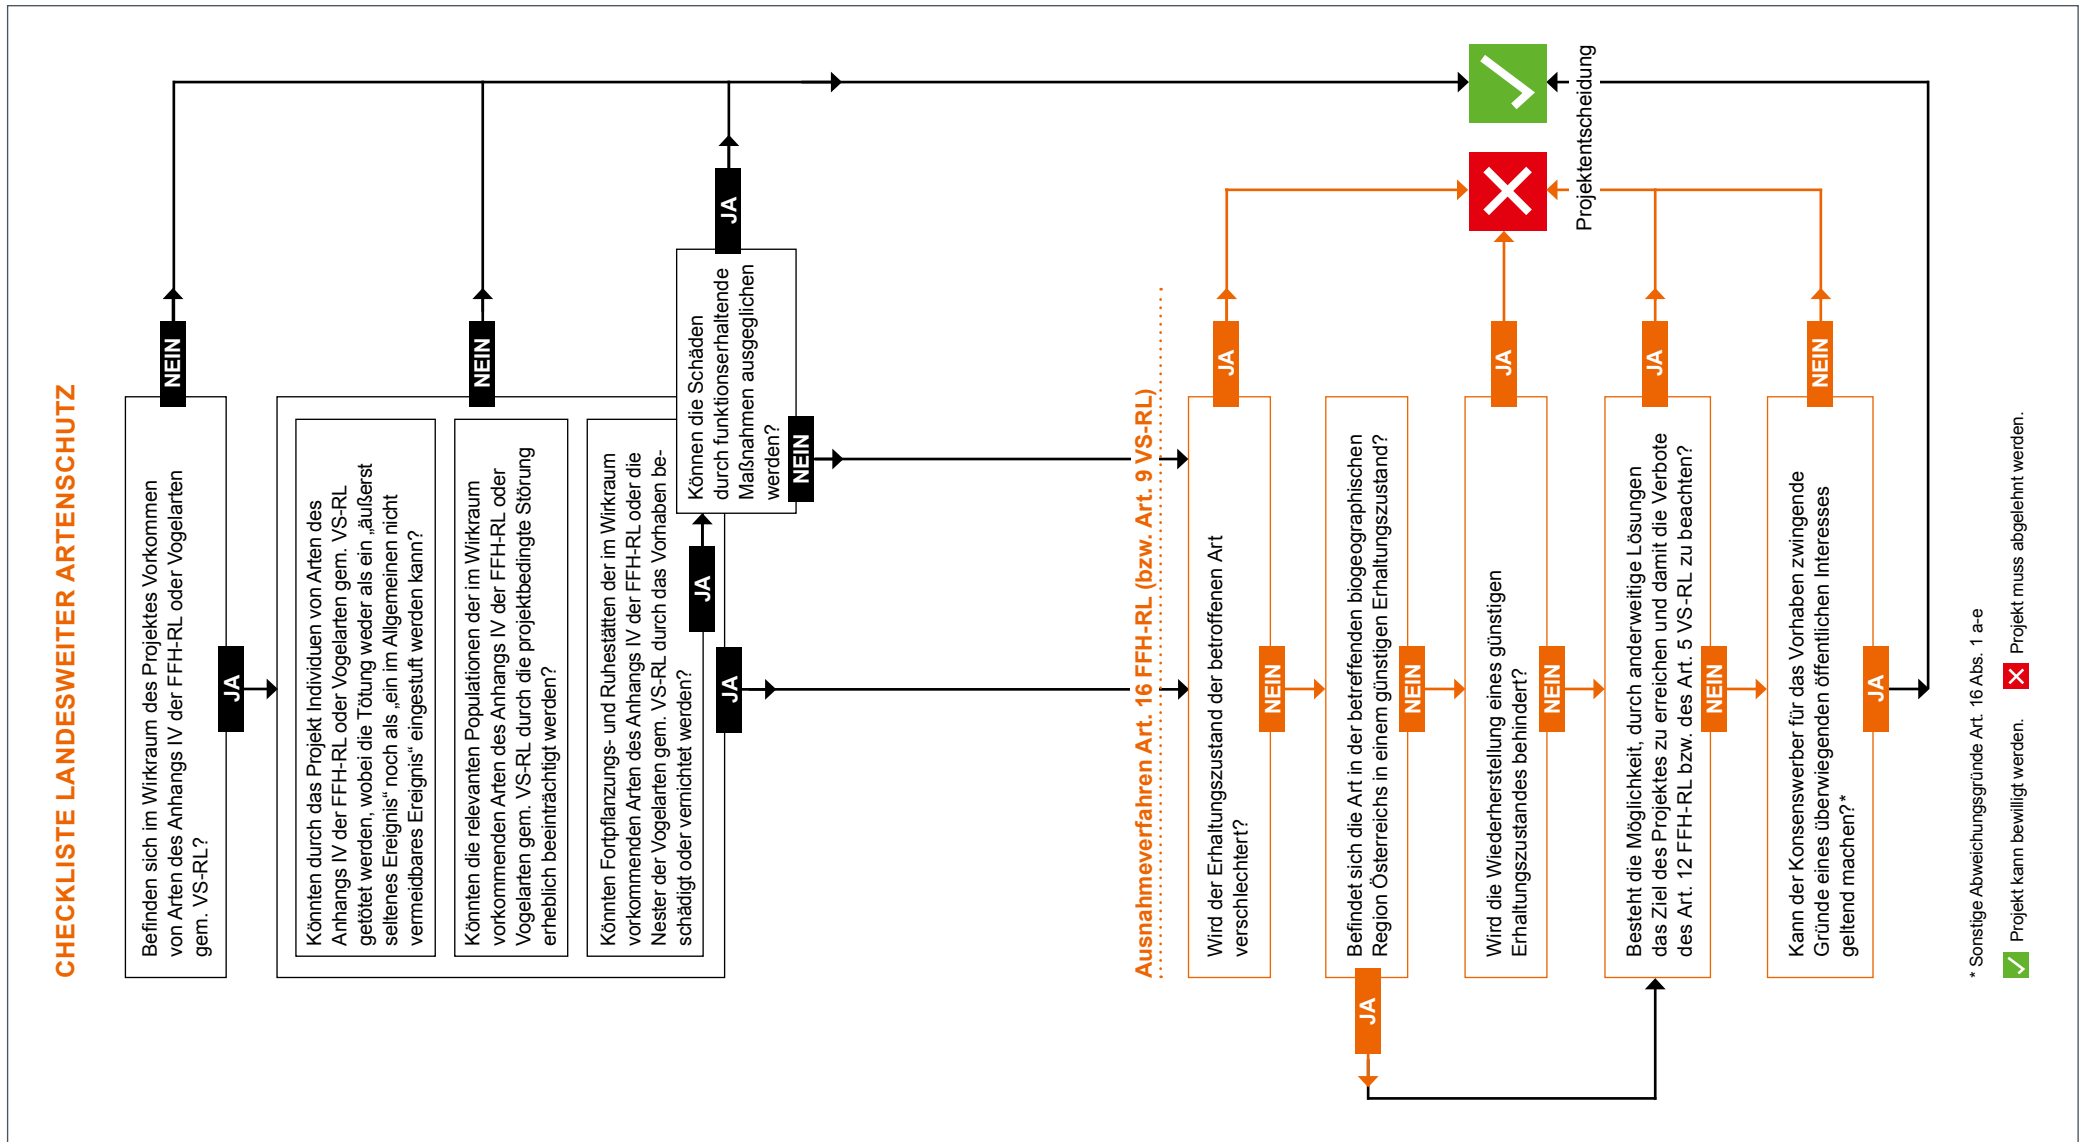 CHECKLISTE LANDESWEITER ARTENSCHUTZ
Befinden sich im Wirkraum des Projektes Vorkommen
von Arten des Anhangs IV der FFH-RL oder Vogelarten
gem. VS-RL?
NEIN
JA
Könnten durch das Projekt Individuen von Arten des
Anhangs IV der FFH-RL oder Vogelarten gem. VS-RL
getötet werden, wobei die Tötung weder als ein „äußerst
seltenes Ereignis“ noch als „ein im Allgemeinen nicht
vermeidbares Ereignis“ eingestuft werden kann?
Könnten die relevanten Populationen der im Wirkraum
vorkommenden Arten des Anhangs IV der FFH-RL oder
Vogelarten gem. VS-RL durch die projektbedingte Störung
erheblich beeinträchtigt werden?
NEIN
Könnten Fortpflanzungs- und Ruhestätten der im Wirkraum
vorkommenden Arten des Anhangs IV der FFH-RL oder die
Nester der Vogelarten gem. VS-RL durch das Vorhaben be-
schädigt oder vernichtet werden?
JA
JA
Können die Schäden
durch funktionserhaltende
Maßnahmen ausgeglichen
werden?
JA
NEIN
Ausnahmeverfahren Art. 16 FFH-RL (bzw. Art. 9 VS-RL)
Wird der Erhaltungszustand der betroffenen Art
verschlechtert?
JA
NEIN
Befindet sich die Art in der betreffenden biogeographischen
Region Österreichs in einem günstigen Erhaltungszustand?
JA
NEIN
Wird die Wiederherstellung eines günstigen
Erhaltungszustandes behindert?
JA
NEIN
Besteht die Möglichkeit, durch anderweitige Lösungen
das Ziel des Projektes zu erreichen und damit die Verbote
des Art. 12 FFH-RL bzw. des Art. 5 VS-RL zu beachten?
JA
NEIN
Kann der Konsenswerber für das Vorhaben zwingende
Gründe eines überwiegenden öffentlichen Interesses
geltend machen?*
NEIN
JA
Projektentscheidung
* Sonstige Abweichungsgründe Art. 16 Abs. 1 a-e
Projekt kann bewilligt werden.
Projekt muss abgelehnt werden.